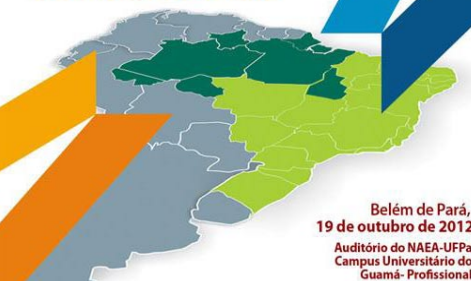 Belém de Pará,
19 de outubro de 2012
Auditório do NAEA-UFPa
Campus Universitário do
Guamá- Profissional